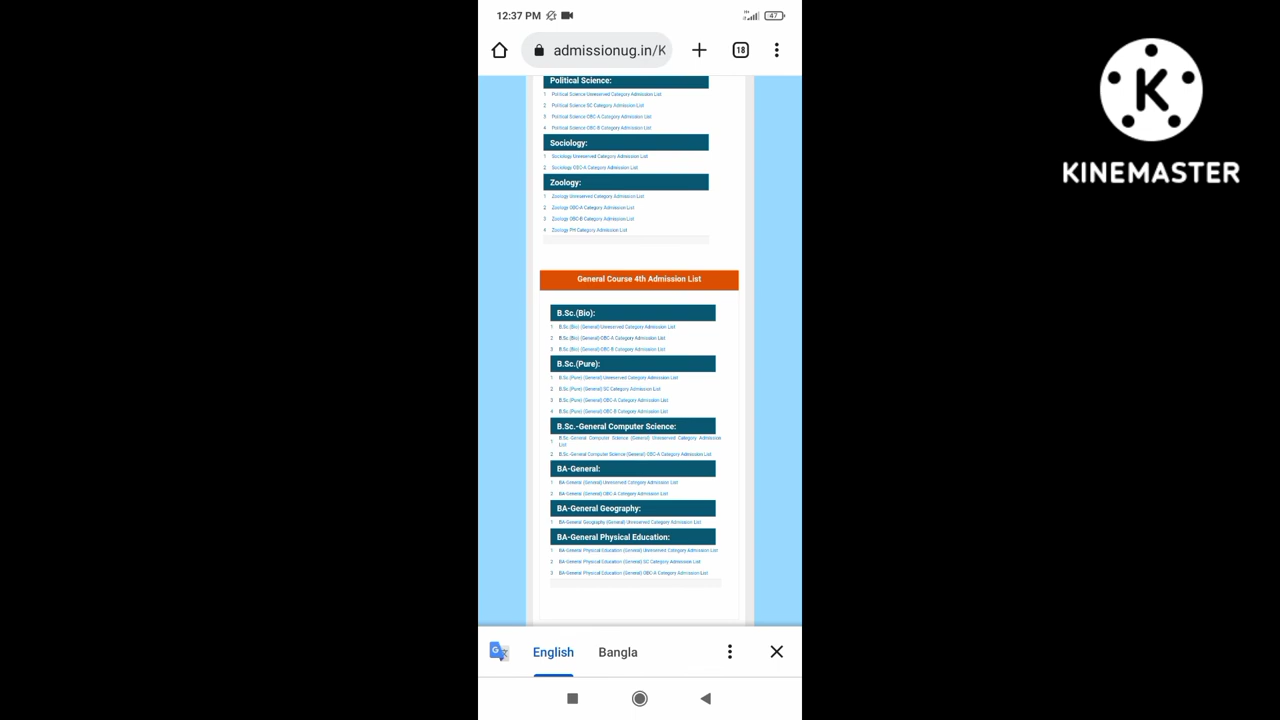 12:37 PM
47
admissionug.in/K
18
Political Science:
1 Political Science Unreserved Category Admission List
2 Political Science SC Category Admission List
3 Political Science OBC-A Category Admission List
4 Political Science OBC-B Category Admission List
Sociology:
1 Sociology Unreserved Category Admission List
2 Sociology OBC-A Category Admission List
Zoology:
1 Zoology Unreserved Category Admission List
2 Zoology OBC-A Category Admission List
3 Zoology OBC-B Category Admission List
4 Zoology PH Category Admission List
General Course 4th Admission List
B.Sc.(Bio):
1 B.Sc.(Bio) (General) Unreserved Category Admission List
2 B.Sc.(Bio) (General) OBC-A Category Admission List
3 B.Sc.(Bio) (General) OBC-B Category Admission List
B.Sc.(Pure):
1 B.Sc.(Pure) (General) Unreserved Category Admission List
2 B.Sc.(Pure) (General) SC Category Admission List
3 B.Sc.(Pure) (General) OBC-A Category Admission List
4 B.Sc.(Pure) (General) OBC-B Category Admission List
B.Sc.-General Computer Science:
1 B.Sc.-General Computer Science (General) Unreserved Category Admission
List
2 B.Sc.-General Computer Science (General) OBC-A Category Admission List
BA-General:
1 BA-General (General) Unreserved Category Admission List
2 BA-General (General) OBC-A Category Admission List
BA-General Geography:
1 BA-General Geography (General) Unreserved Category Admission List
BA-General Physical Education:
1 BA-General Physical Education (General) Unreserved Category Admission List
2 BA-General Physical Education (General) SC Category Admission List
3 BA-General Physical Education (General) OBC-A Category Admission List
English Bangla
K
KINEMASTER